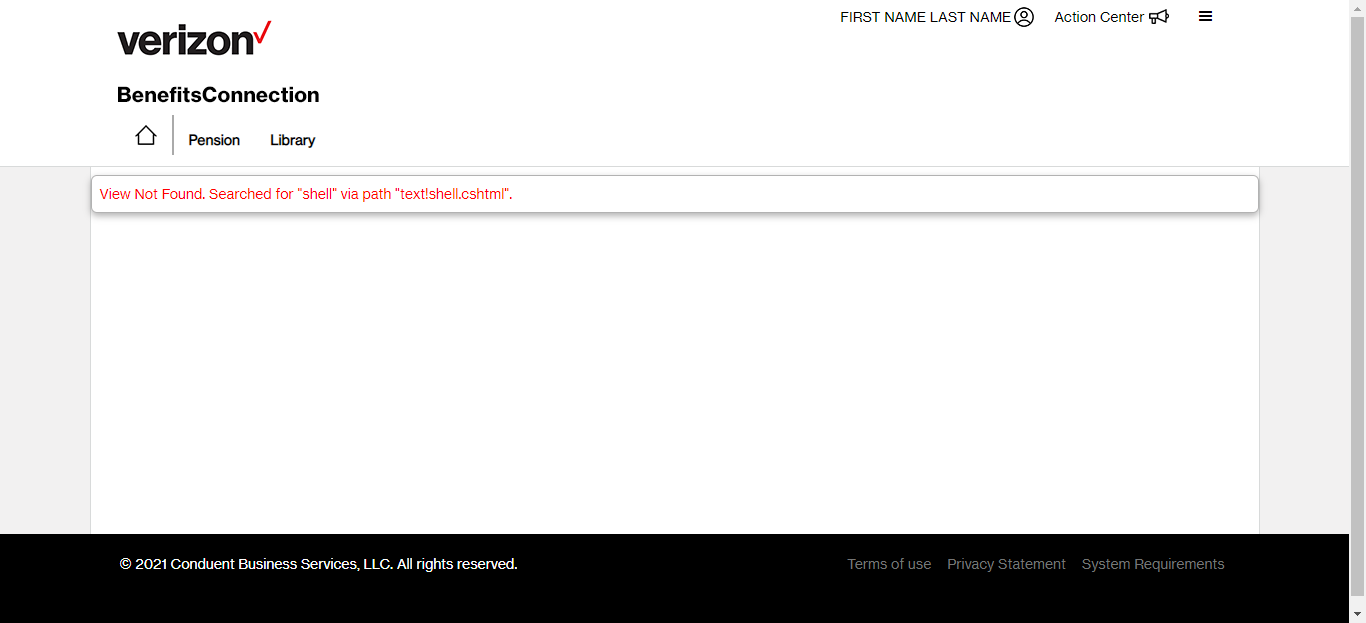 FIRST NAME LAST NAME Action Center
verizon
BenefitsConnection
Pension Library
View Not Found. Searched for "shell" via path "text!shell.cshtml".
© 2021 Conduent Business Services, LLC. All rights reserved. Terms of use Privacy Statement System Requirements